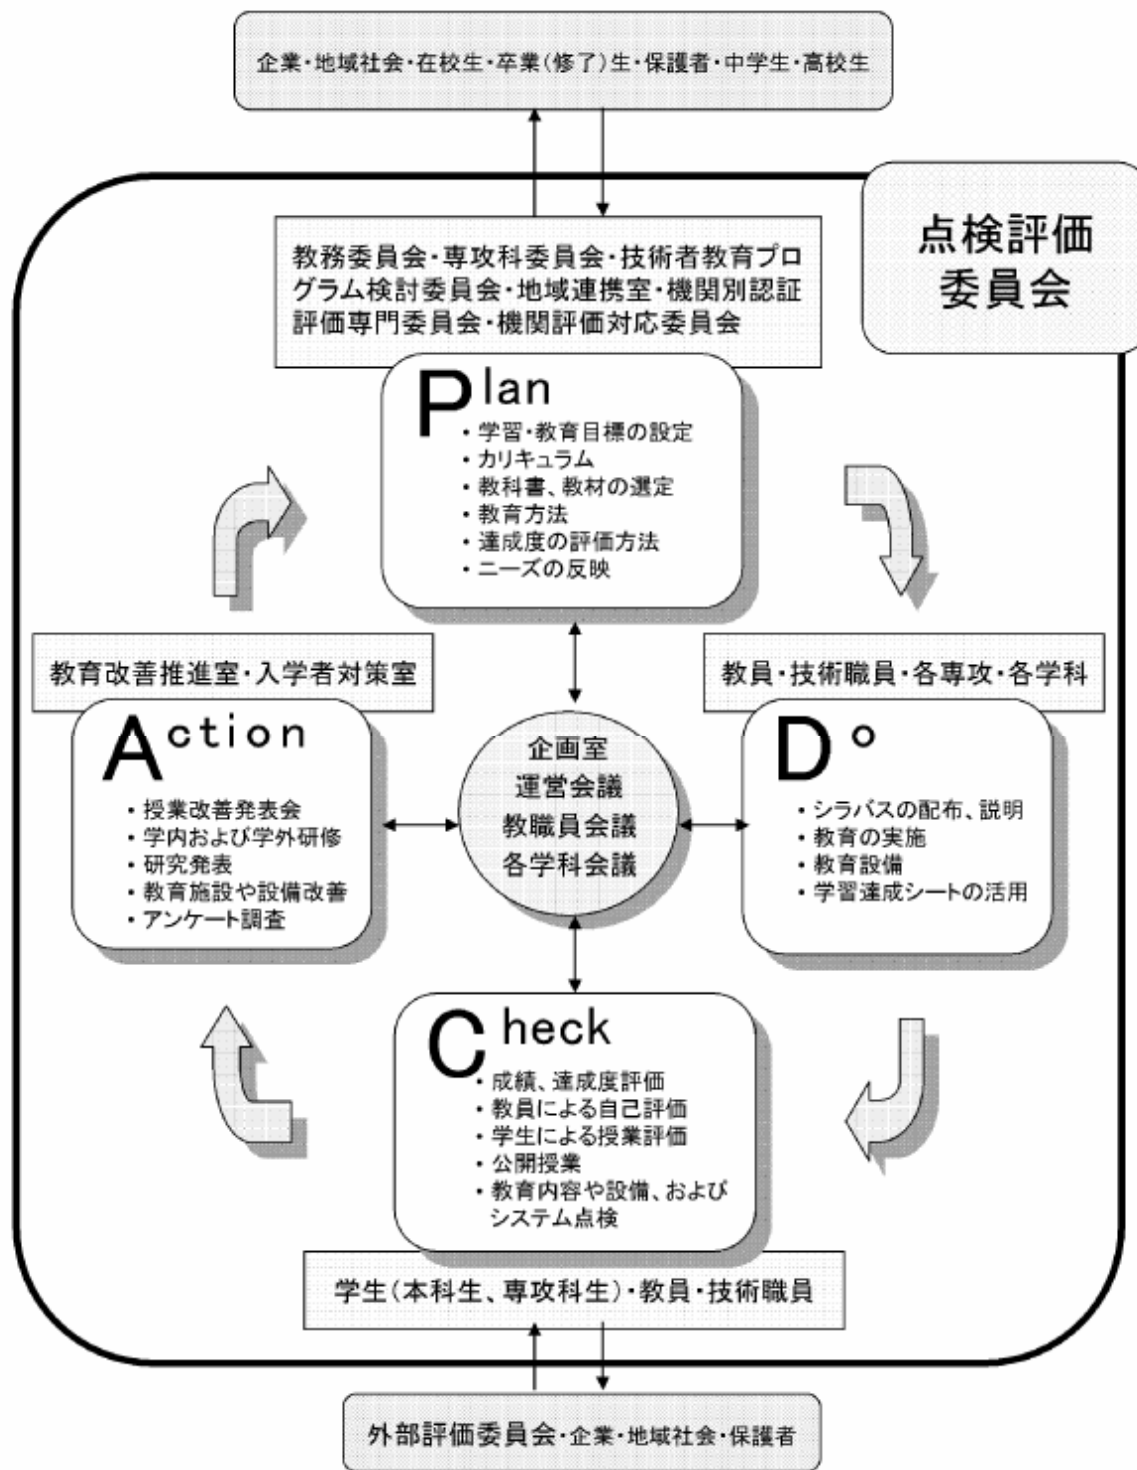 企業・地域社会・在校生・卒業(修了)生・保護者・中学生・高校生
点検評価
委員会
教務委員会・専攻科委員会・技術者教育プロ
グラム検討委員会・地域連携室・機関別認証
評価専門委員会・機関評価対応委員会
Plan
・学習・教育目標の設定
・カリキュラム
・教科書、教材の選定
・教育方法
・達成度の評価方法
・ニーズの反映
教育改善推進室・入学者対策室
教員・技術職員・各専攻・各学科
Action
・授業改善発表会
・学内および学外研修
・研究発表
・教育施設や設備改善
・アンケート調査
企画室
運営会議
教職員会議
各学科会議
Do
・シラバスの配布、説明
・教育の実施
・教育設備
・学習達成シートの活用
Check
・成績、達成度評価
・教員による自己評価
・学生による授業評価
・公開授業
・教育内容や設備、および
システム点検
学生(本科生、専攻科生)・教員・技術職員
外部評価委員会・企業・地域社会・保護者